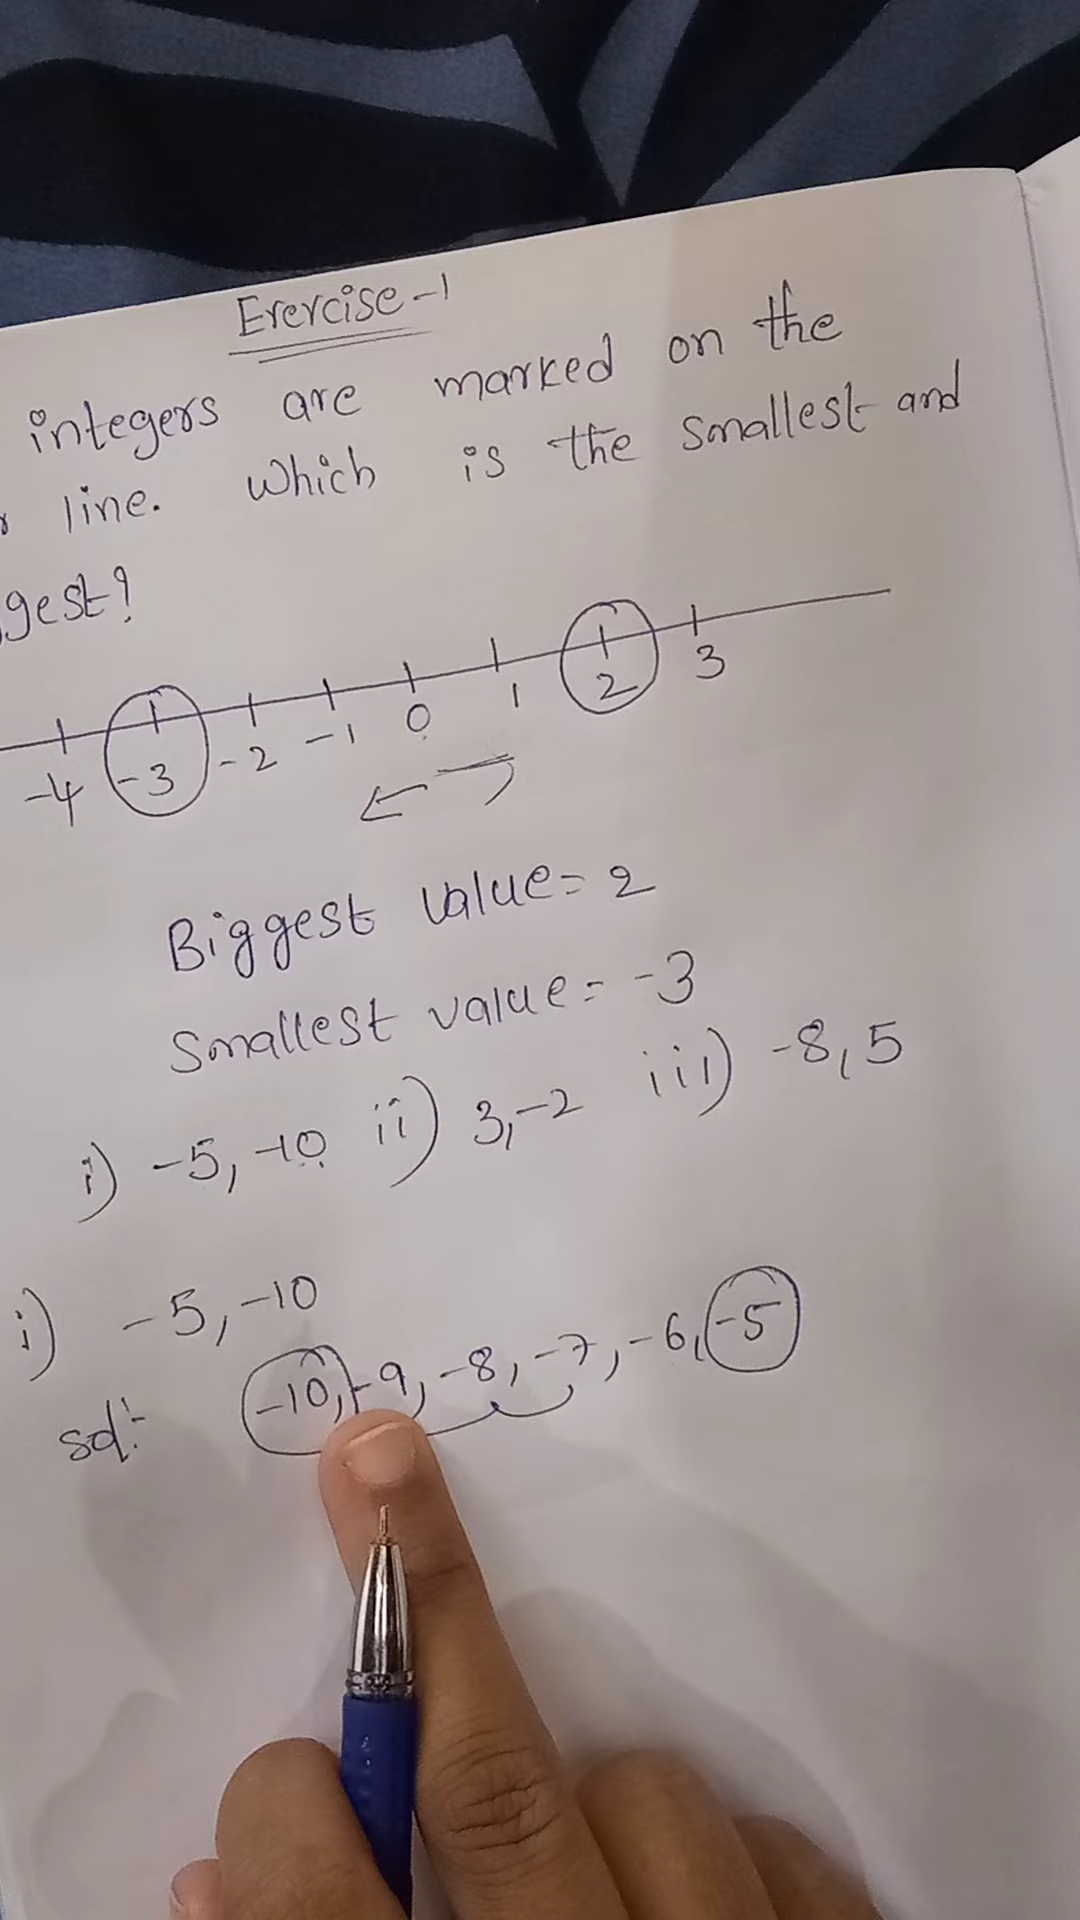 Exercise-1
integers are marked on the
line. Which is the smallest and
gest?
-4 -3 -2 -1 0 1 2 3
Biggest value = 2
Smallest value = -3
i) -5, -10 ii) 3, -2 iii) -8, 5
i) -5, -10
sol:- -10, -9, -8, -7, -6, -5